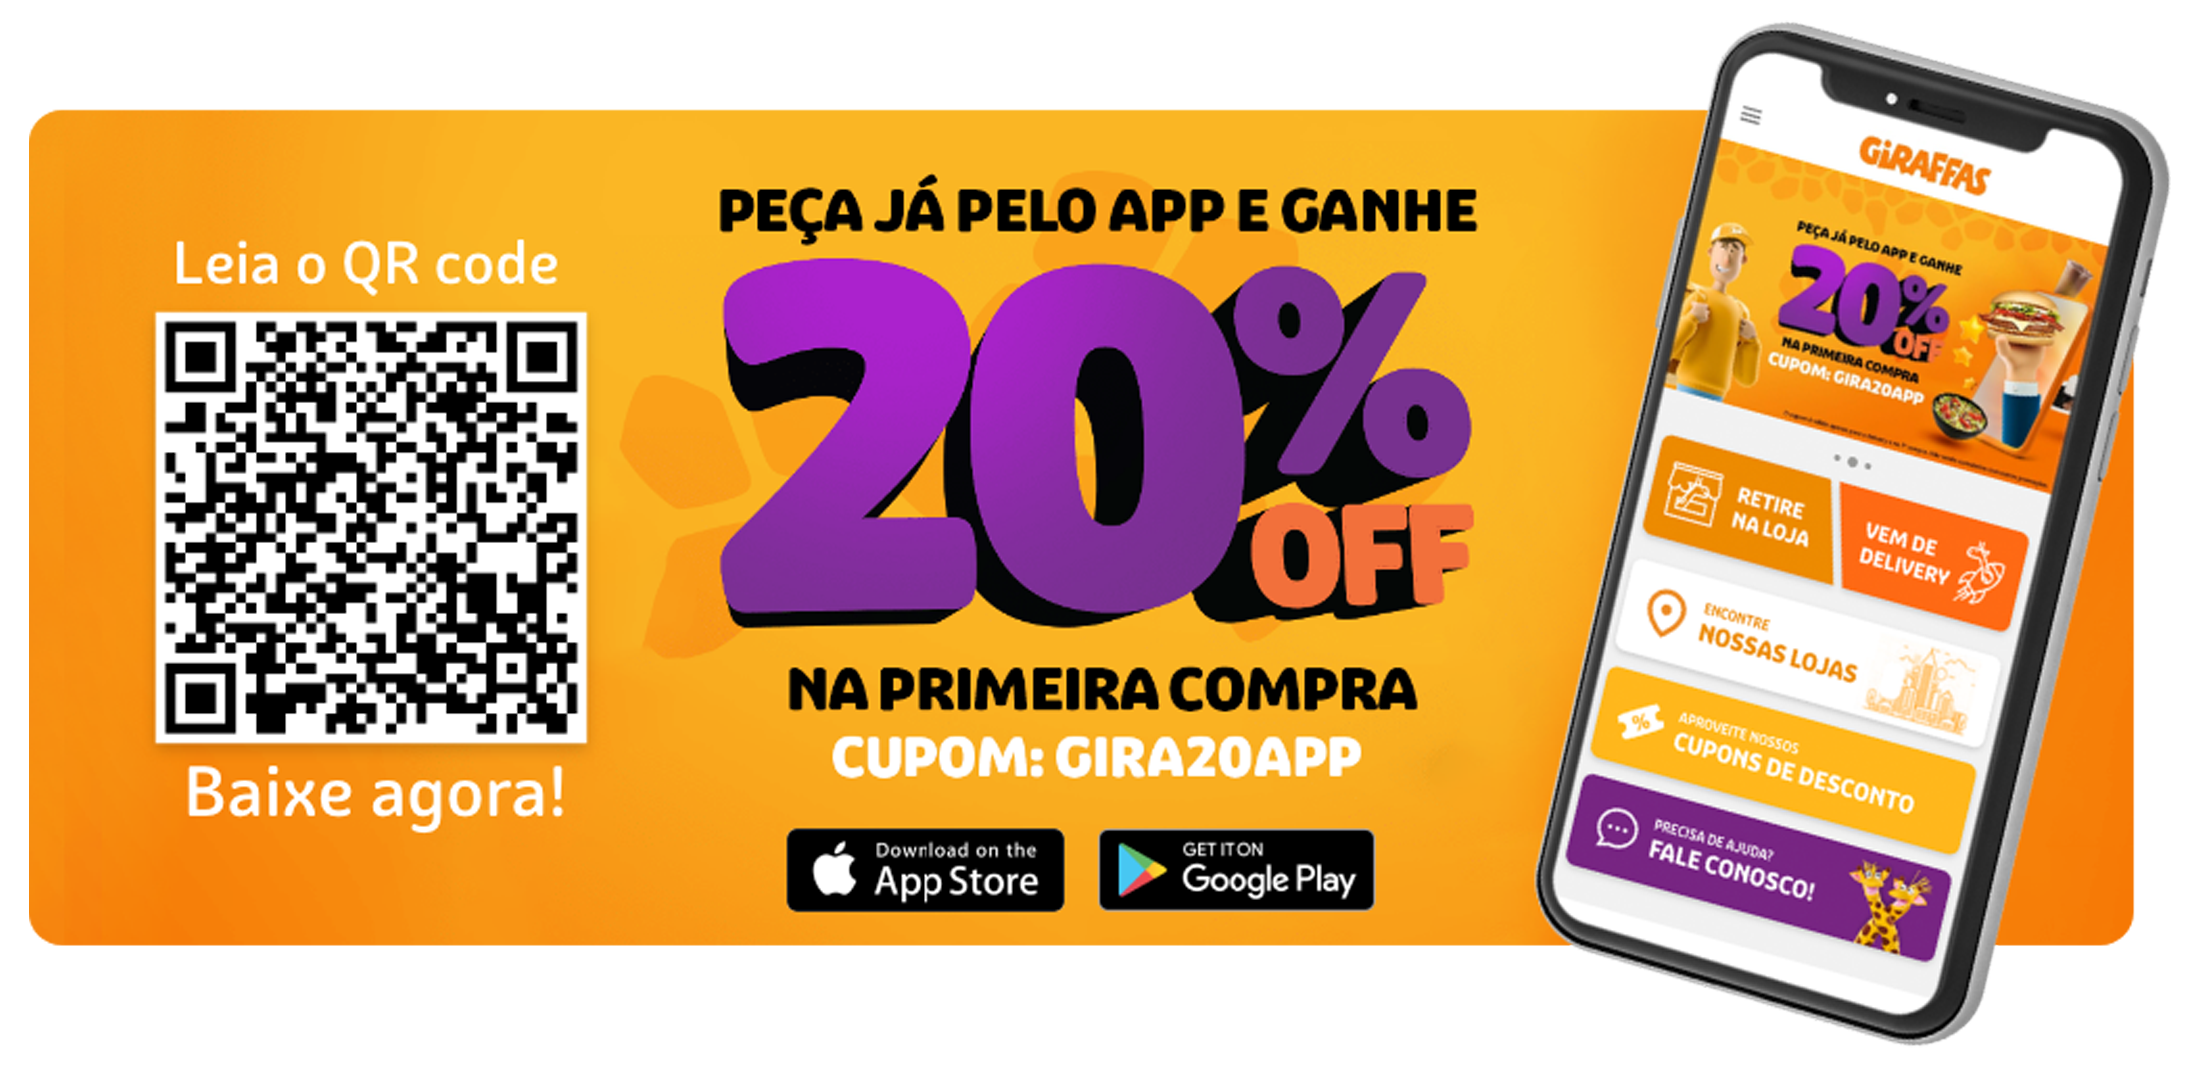 Leia o QR code
Baixe agora!
PEÇA JÁ PELO APP E GANHE
20%
OFF
NA PRIMEIRA COMPRA
CUPOM: GIRA20APP
Download on the
App Store
GET IT ON
Google Play
GiRAFFAS
PEÇA JÁ PELO APP E GANHE
20%
OFF
NA PRIMEIRA COMPRA
CUPOM: GIRA20APP
RETIRE
NA LOJA
VEM DE
DELIVERY
ENCONTRE
NOSSAS LOJAS
APROVEITE NOSSOS
CUPONS DE DESCONTO
PRECISA DE AJUDA?
FALE CONOSCO!